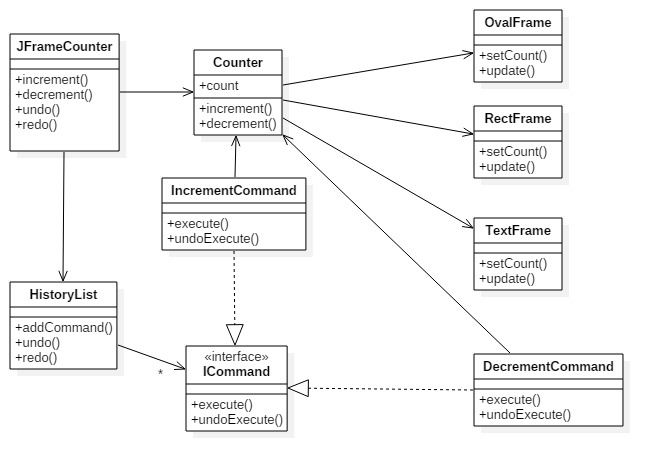 JFrameCounter
+increment()
+decrement()
+undo()
+redo()
Counter
+count
+increment()
+decrement()
OvalFrame
+setCount()
+update()
RectFrame
+setCount()
+update()
IncrementCommand
+execute()
+undoExecute()
TextFrame
+setCount()
+update()
HistoryList
+addCommand()
+undo()
+redo()
*
«interface»
ICommand
+execute()
+undoExecute()
DecrementCommand
+execute()
+undoExecute()